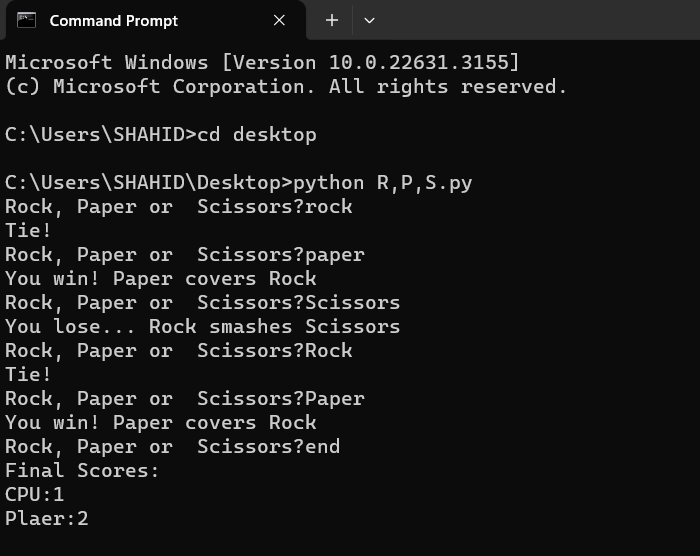 Command Prompt
Microsoft Windows [Version 10.0.22631.3155]
(c) Microsoft Corporation. All rights reserved.
C:\Users\SHAHID>cd desktop
C:\Users\SHAHID\Desktop>python R,P,S.py
Rock, Paper or  Scissors?rock
Tie!
Rock, Paper or  Scissors?paper
You win! Paper covers Rock
Rock, Paper or  Scissors?Scissors
You lose... Rock smashes Scissors
Rock, Paper or  Scissors?Rock
Tie!
Rock, Paper or  Scissors?Paper
You win! Paper covers Rock
Rock, Paper or  Scissors?end
Final Scores:
CPU:1
Plaer:2